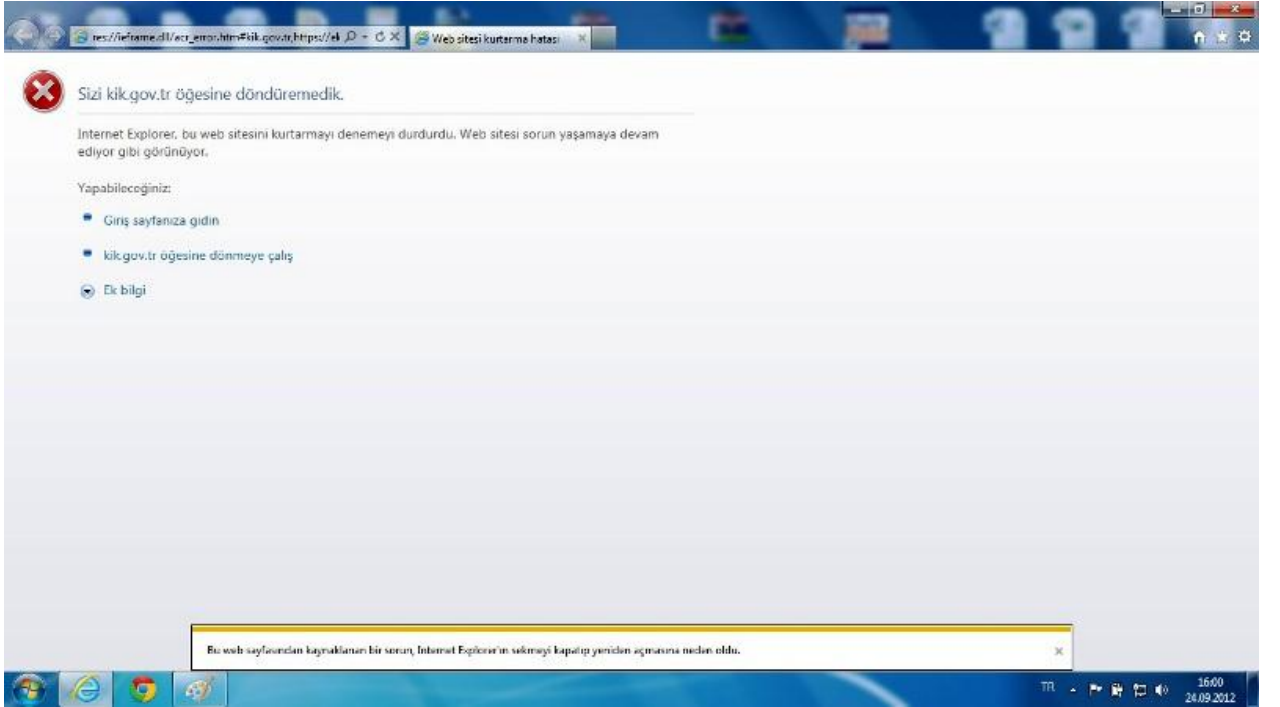 res://ieframe.dll/acr_error.htm#kik.gov.tr,https://ek
Web sitesi kurtarma hatası
Sizi kik.gov.tr öğesine döndüremedik.
Internet Explorer, bu web sitesini kurtarmayı denemeyi durdurdu. Web sitesi sorun yaşamaya devam
ediyor gibi görünüyor.
Yapabileceğiniz:
Giriş sayfanıza gidin
kik.gov.tr öğesine dönmeye çalış
Ek bilgi
Bu web sayfasından kaynaklanan bir sorun, Internet Explorer'ın sekmeyi kapatıp yeniden açmasına neden oldu.
TR
16:00
24.09.2012